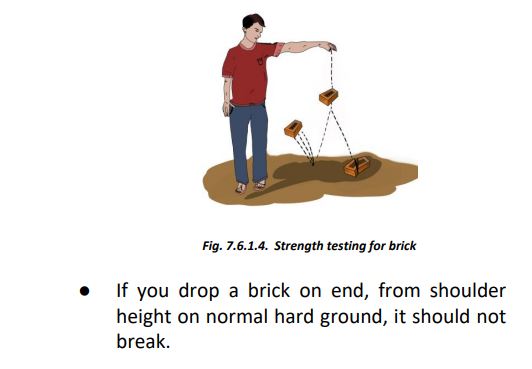 Fig. 7.6.1.4. Strength testing for brick
● If you drop a brick on end, from shoulder
height on normal hard ground, it should not
break.